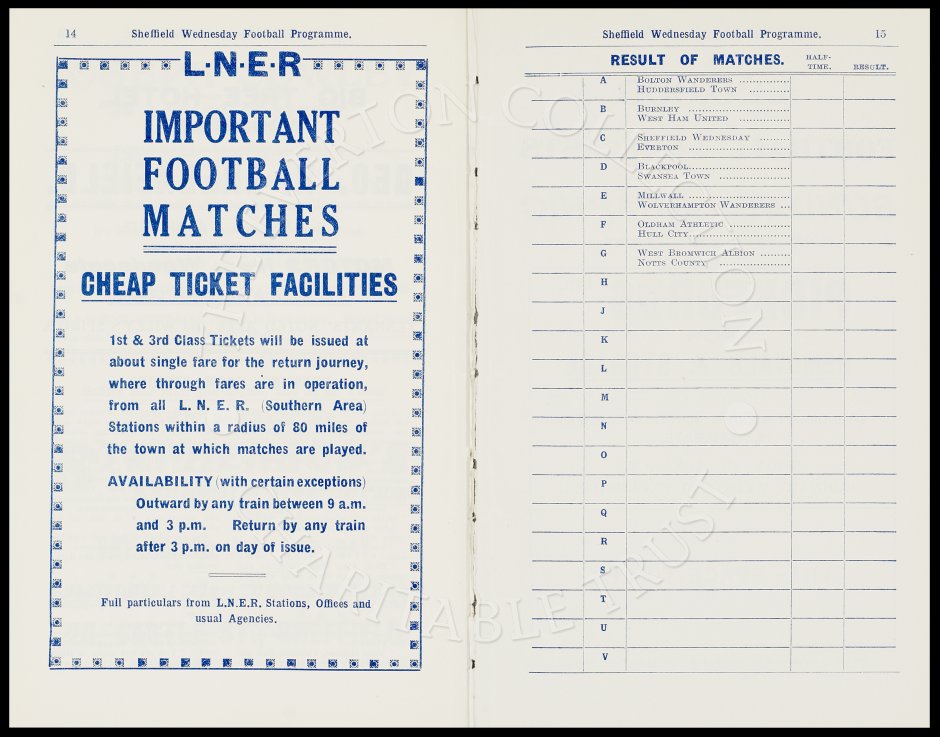 14 Sheffield Wednesday Football Programme.
L·N·E·R
IMPORTANT
FOOTBALL
MATCHES
CHEAP TICKET FACILITIES
1st & 3rd Class Tickets will be issued at
about single fare for the return journey,
where through fares are in operation,
from all L. N. E. R. (Southern Area)
Stations within a radius of 80 miles of
the town at which matches are played.
AVAILABILITY (with certain exceptions)
Outward by any train between 9 a.m.
and 3 p.m. Return by any train
after 3 p.m. on day of issue.
Full particulars from L.N.E.R. Stations, Offices and
usual Agencies.
Sheffield Wednesday Football Programme. 15
RESULT OF MATCHES. HALF-TIME. RESULT.
A BOLTON WANDERERS ..............
HUDDERSFIELD TOWN ...........
B BURNLEY ............................
WEST HAM UNITED ..............
C SHEFFIELD WEDNESDAY ........
EVERTON ............................
D BLACKPOOL............................
SWANSEA TOWN ....................
E MILLWALL ............................
WOLVERHAMPTON WANDERERS ...
F OLDHAM ATHLETIC ................
HULL CITY............................
G WEST BROMWICH ALBION ........
NOTTS COUNTY ....................
H
J
K
L
M
N
O
P
Q
R
S
T
U
V
THE EVERTON COLLECTION
CHARITABLE TRUST